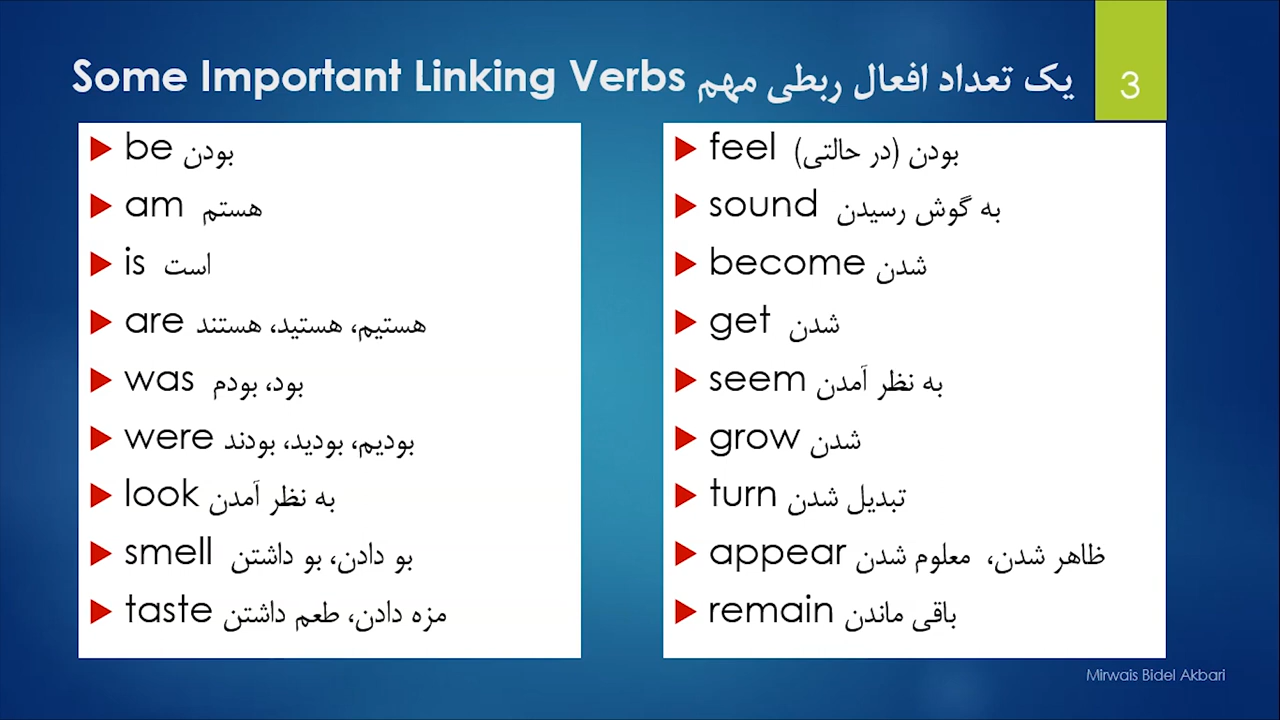 Some Important Linking Verbs یک تعداد افعال ربطی مهم
3
be بودن
am هستم
is است
are هستیم، هستید، هستند
was بود، بودم
were بودیم، بودید، بودند
look به نظر آمدن
smell بو دادن، بو داشتن
taste مزه دادن، طعم داشتن
feel بودن (در حالتی)
sound به گوش رسیدن
become شدن
get شدن
seem به نظر آمدن
grow شدن
turn تبدیل شدن
appear ظاهر شدن، معلوم شدن
remain باقی ماندن
Mirwais Bidel Akbari